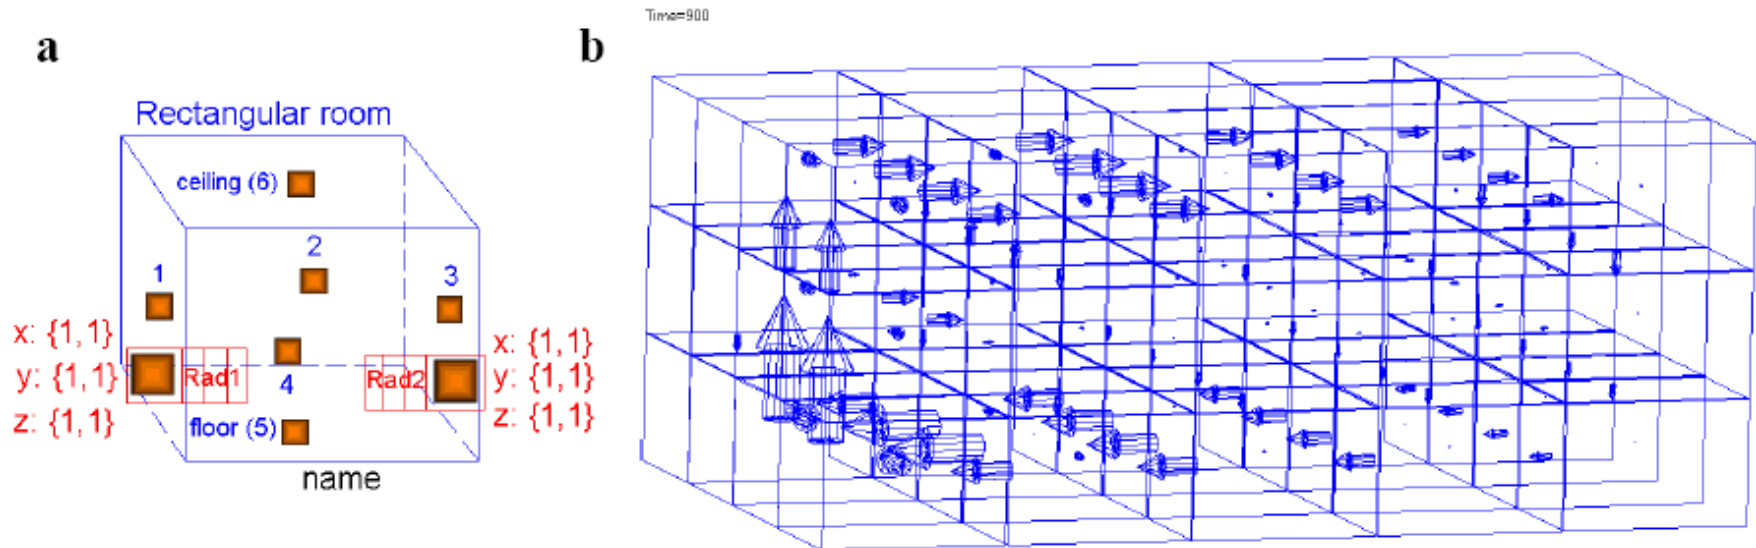 Time=900
a
b
Rectangular room
ceiling (6)
2
1
3
x: {1,1}
x: {1,1}
y: {1,1}
Rad1
Rad2
y: {1,1}
4
z: {1,1}
z: {1,1}
floor (5)
name